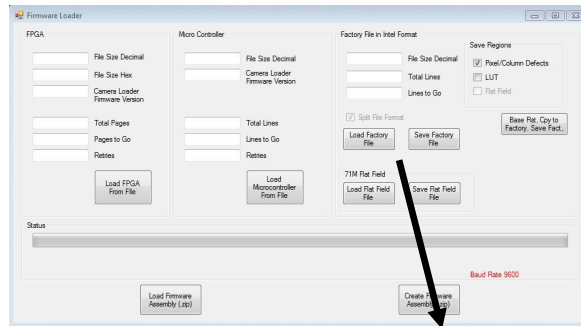 Firmware Loader
FPGA
File Size Decimal
File Size Hex
Camera Loader
Firmware Version
Total Pages
Pages to Go
Retries
Load FPGA
From File
Micro Controller
File Size Decimal
Camera Loader
Firmware Version
Total Lines
Lines to Go
Retries
Load
Microcontroller
From File
Factory File in Intel Format
File Size Decimal
Total Lines
Lines to Go
Split File Format
Load Factory
File
Save Factory
File
Save Regions
Pixel/Column Defects
LUT
Flat Field
Base Flat, Cpy to
Factory. Save Fact..
71M Flat Field
Load Flat Field
File
Save Flat Field
File
Status
Baud Rate 9600
Load Firmware
Assembly (.zip)
Create Firmware
Assembly (.zip)